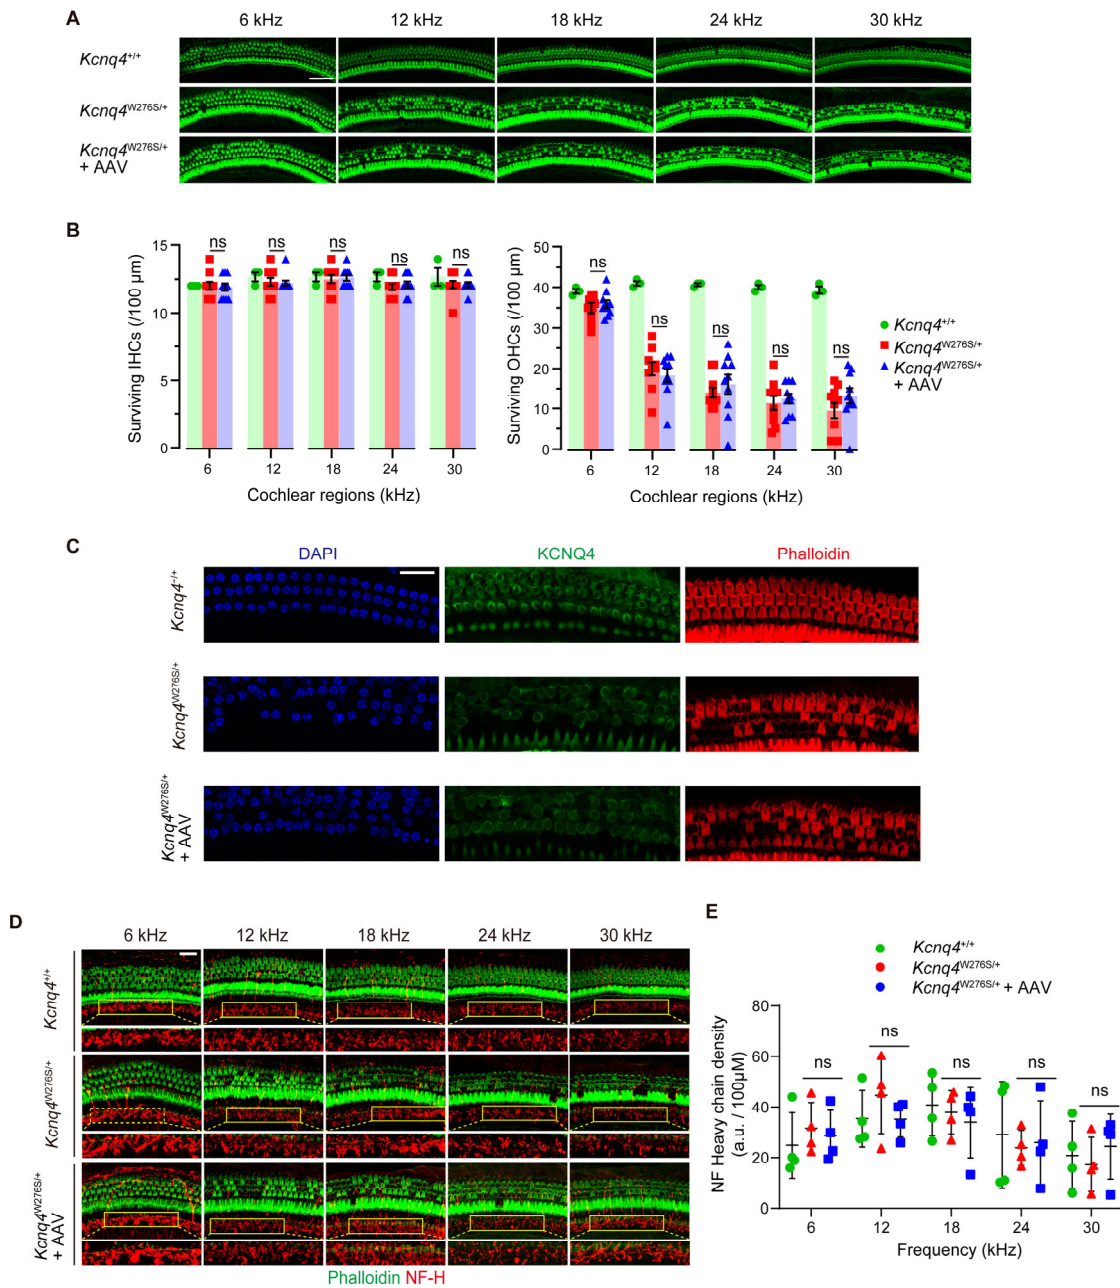 A
6 kHz 12 kHz 18 kHz 24 kHz 30 kHz
Kcnq4+/+
Kcnq4W276S/+
Kcnq4W276S/+
+ AAV
B
Surviving IHCs (/100 µm)
15
10
5
0
ns ns ns ns ns
6 12 18 24 30
Cochlear regions (kHz)
Surviving OHCs (/100 µm)
50
40
30
20
10
0
ns ns ns ns ns
6 12 18 24 30
Cochlear regions (kHz)
Kcnq4+/+
Kcnq4W276S/+
Kcnq4W276S/+
+ AAV
C
DAPI KCNQ4 Phalloidin
Kcnq4+/+
Kcnq4W276S/+
Kcnq4W276S/+
+ AAV
D
6 kHz 12 kHz 18 kHz 24 kHz 30 kHz
Kcnq4+/+
Kcnq4W276S/+
Kcnq4W276S/+
+ AAV
Phalloidin NF-H
E
Kcnq4+/+
Kcnq4W276S/+
Kcnq4W276S/+ + AAV
NF Heavy chain density
(a.u. / 100µM)
80
60
40
20
0
ns ns ns ns ns
6 12 18 24 30
Frequency (kHz)